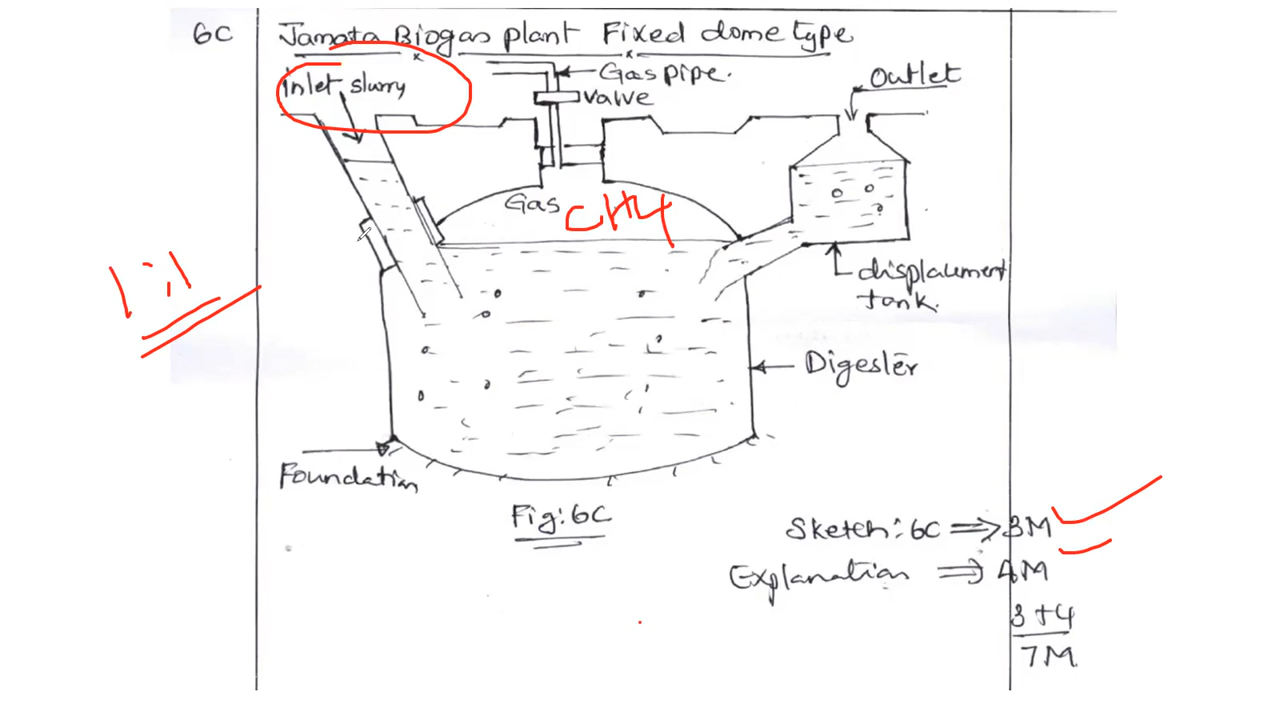 6C Jamata Biogas plant Fixed dome type
Inlet slurry
Gas pipe.
Valve
Outlet
Gas CH4
1:1
displacement
tank.
Digester
Foundation
Fig:6C
Sketch:6C ⇒ 3M
Explanation ⇒ 4M
3+4
7M